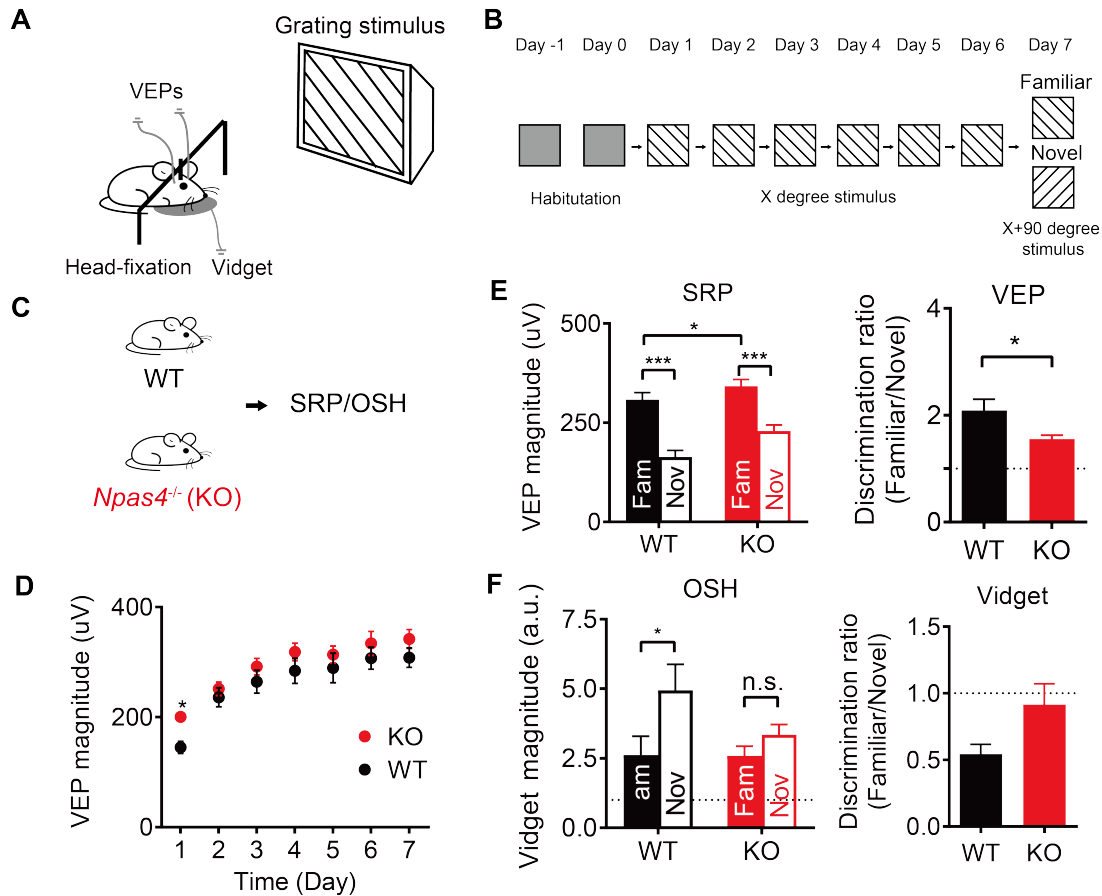 A
Grating stimulus
VEPs
Head-fixation
Vidget
B
Day -1 Day 0 Day 1 Day 2 Day 3 Day 4 Day 5 Day 6 Day 7
Familiar
Novel
Habitutation
X degree stimulus
X+90 degree
stimulus
C
WT
SRP/OSH
Npas4-/- (KO)
D
VEP magnitude (uV)
400
200
0
*
KO
WT
1 2 3 4 5 6 7
Time (Day)
E
SRP
VEP magnitude (uV)
500
250
0
*
*** ***
Fam Nov Fam Nov
WT KO
VEP
Discrimination ratio
(Familiar/Novel)
4
2
0
*
WT KO
F
OSH
Vidget magnitude (a.u.)
7.5
5.0
2.5
0.0
*
n.s.
am Nov Fam Nov
WT KO
Vidget
Discrimination ratio
(Familiar/Novel)
1.5
1.0
0.5
0.0
WT KO